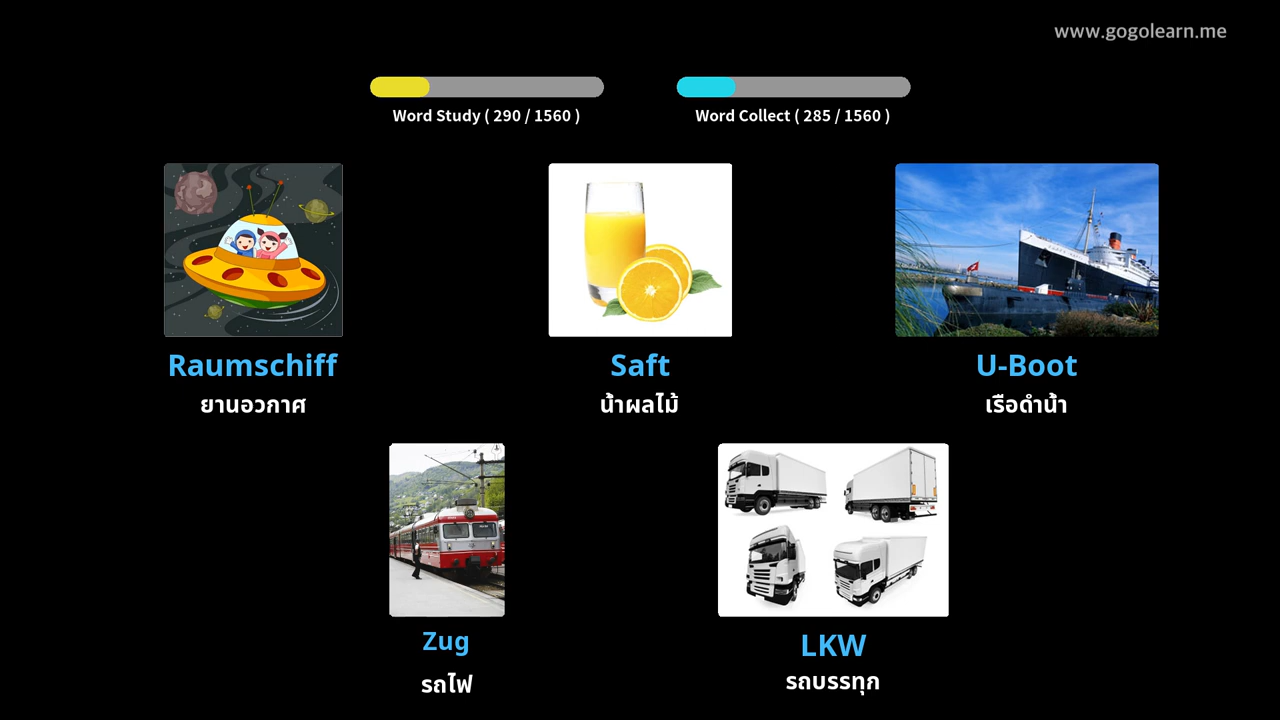 www.gogolearn.me
Word Study ( 290 / 1560 )
Word Collect ( 285 / 1560 )
Raumschiff
ยานอวกาศ
Saft
น้ำผลไม้
U-Boot
เรือดำน้ำ
Zug
รถไฟ
LKW
รถบรรทุก